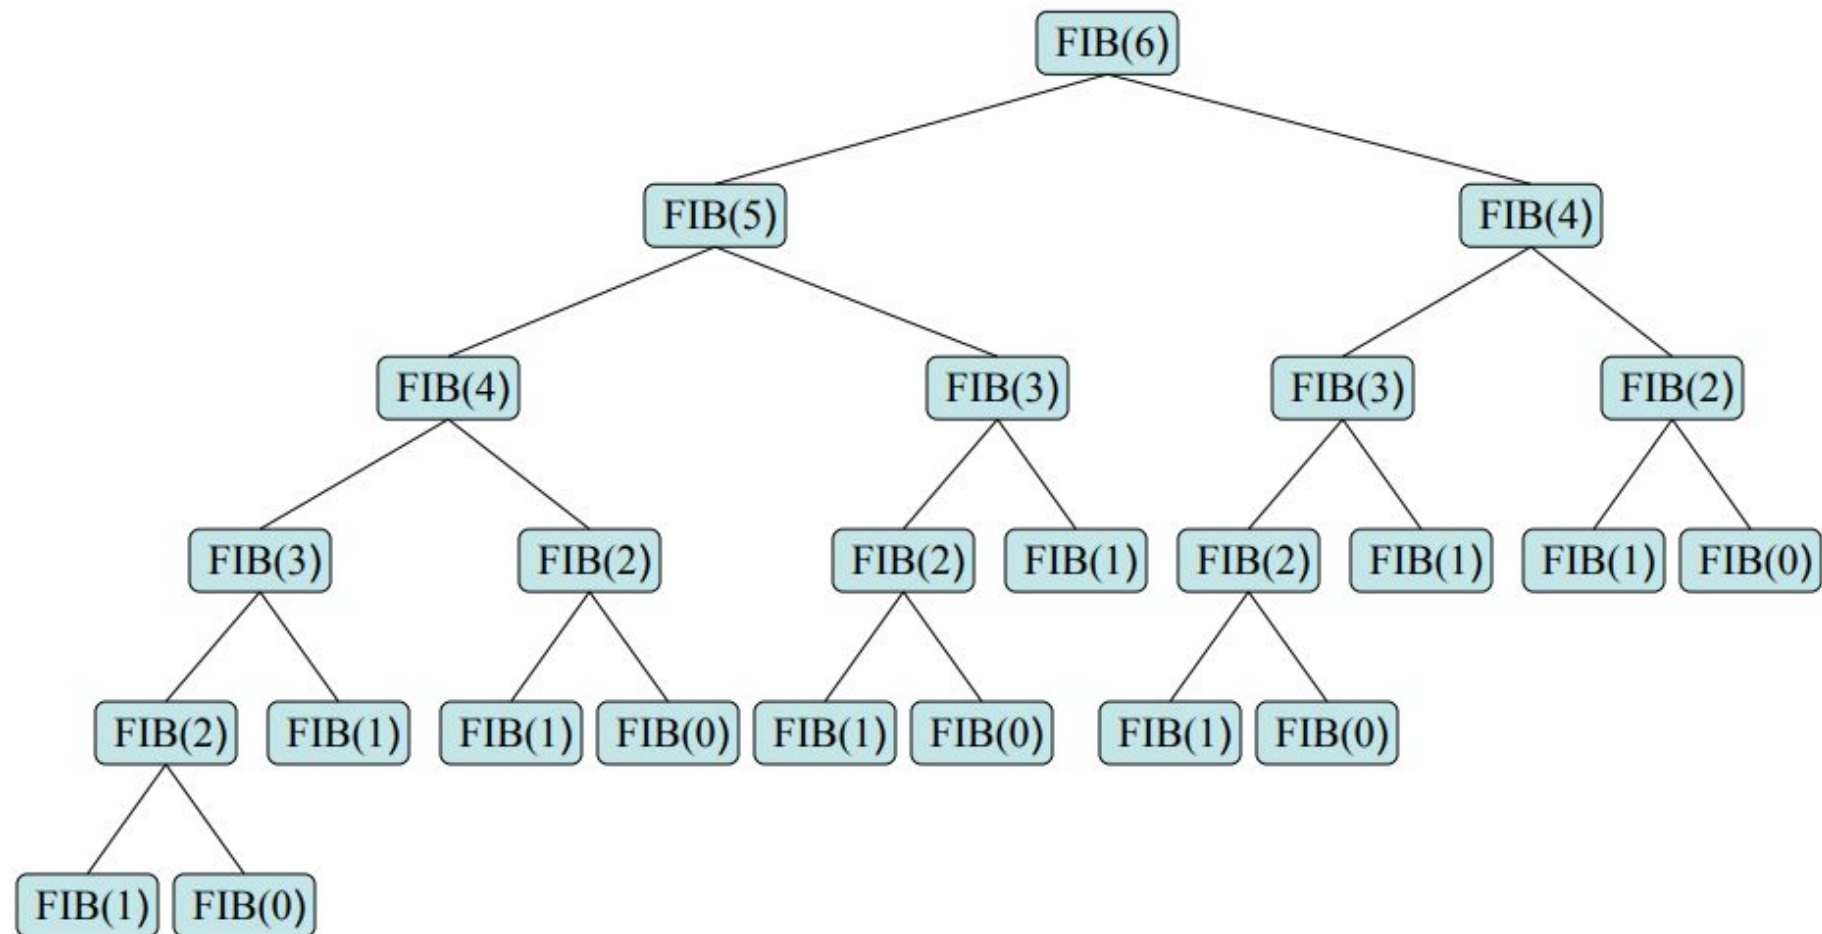 FIB(6)
FIB(5) FIB(4)
FIB(4) FIB(3) FIB(3) FIB(2)
FIB(3) FIB(2) FIB(2) FIB(1) FIB(2) FIB(1) FIB(1) FIB(0)
FIB(2) FIB(1) FIB(1) FIB(0) FIB(1) FIB(0) FIB(1) FIB(0)
FIB(1) FIB(0)